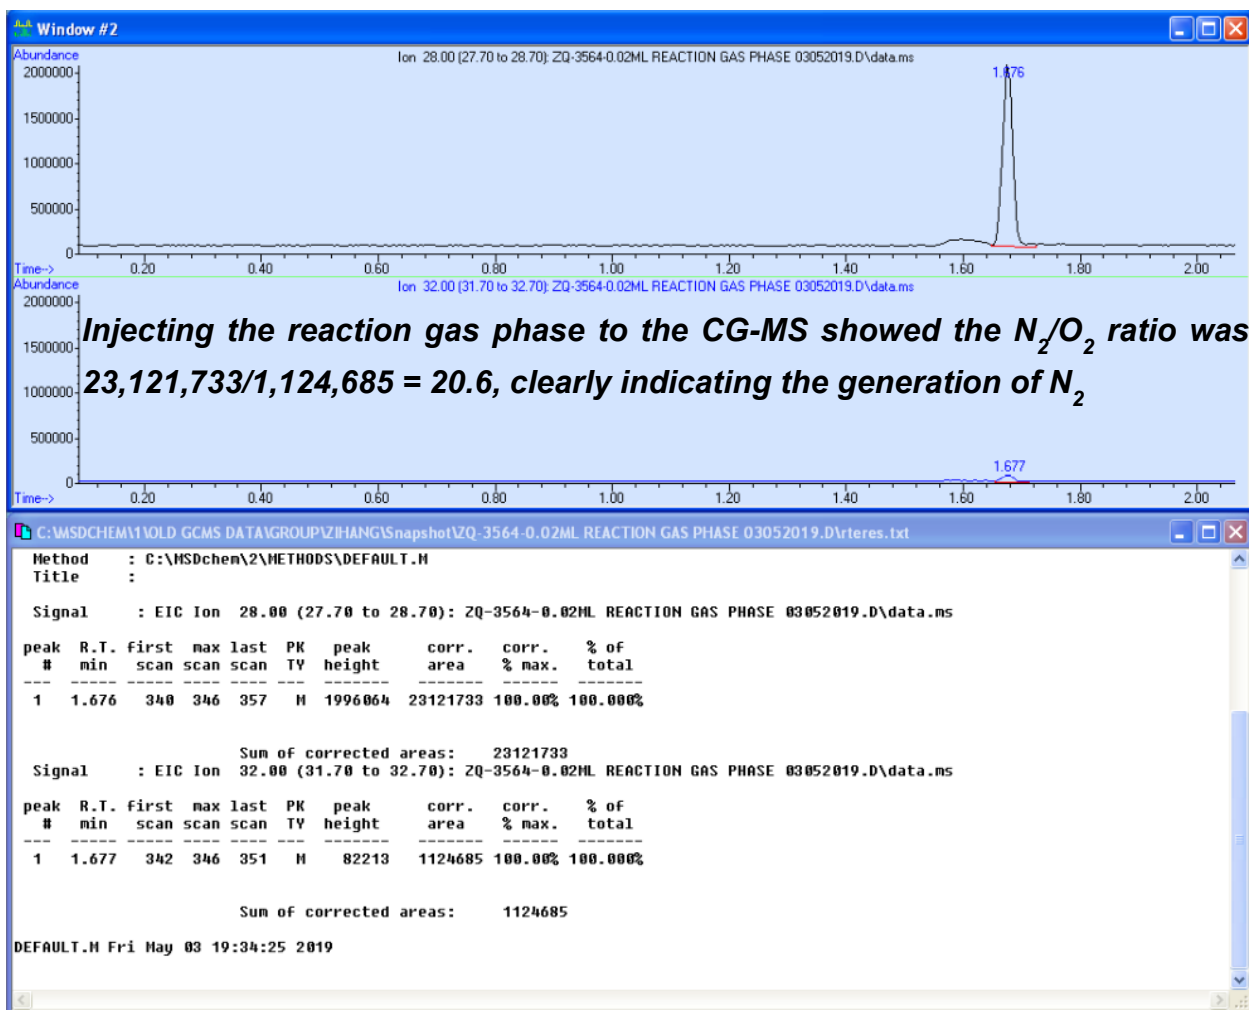 Window #2
Abundance
Ion 28.00 (27.70 to 28.70): ZQ-3564-0.02ML REACTION GAS PHASE 03052019.D\data.ms
2000000
1.676
1500000
1000000
500000
0
Time--> 0.20 0.40 0.60 0.80 1.00 1.20 1.40 1.60 1.80 2.00
Abundance
Ion 32.00 (31.70 to 32.70): ZQ-3564-0.02ML REACTION GAS PHASE 03052019.D\data.ms
2000000
Injecting the reaction gas phase to the CG-MS showed the N2/O2 ratio was
1500000
23,121,733/1,124,685 = 20.6, clearly indicating the generation of N2
1000000
500000
1.677
0
Time--> 0.20 0.40 0.60 0.80 1.00 1.20 1.40 1.60 1.80 2.00
C:\MSDCHEM\1\OLD GCMS DATA\GROUP\ZIHANG\Snapshot\ZQ-3564-0.02ML REACTION GAS PHASE 03052019.D\rteres.txt
Method : C:\MSDchem\2\METHODS\DEFAULT.M
Title :
Signal : EIC Ion 28.00 (27.70 to 28.70): ZQ-3564-0.02ML REACTION GAS PHASE 03052019.D\data.ms
peak R.T. first max last PK peak corr. corr. % of
# min scan scan scan TY height area % max. total
--- ----- ----- ---- ---- --- ------- ------- ------ -------
1 1.676 340 346 357 M 1996064 23121733 100.00% 100.000%
Sum of corrected areas: 23121733
Signal : EIC Ion 32.00 (31.70 to 32.70): ZQ-3564-0.02ML REACTION GAS PHASE 03052019.D\data.ms
peak R.T. first max last PK peak corr. corr. % of
# min scan scan scan TY height area % max. total
--- ----- ----- ---- ---- --- ------- ------- ------ -------
1 1.677 342 346 351 M 82213 1124685 100.00% 100.000%
Sum of corrected areas: 1124685
DEFAULT.M Fri May 03 19:34:25 2019